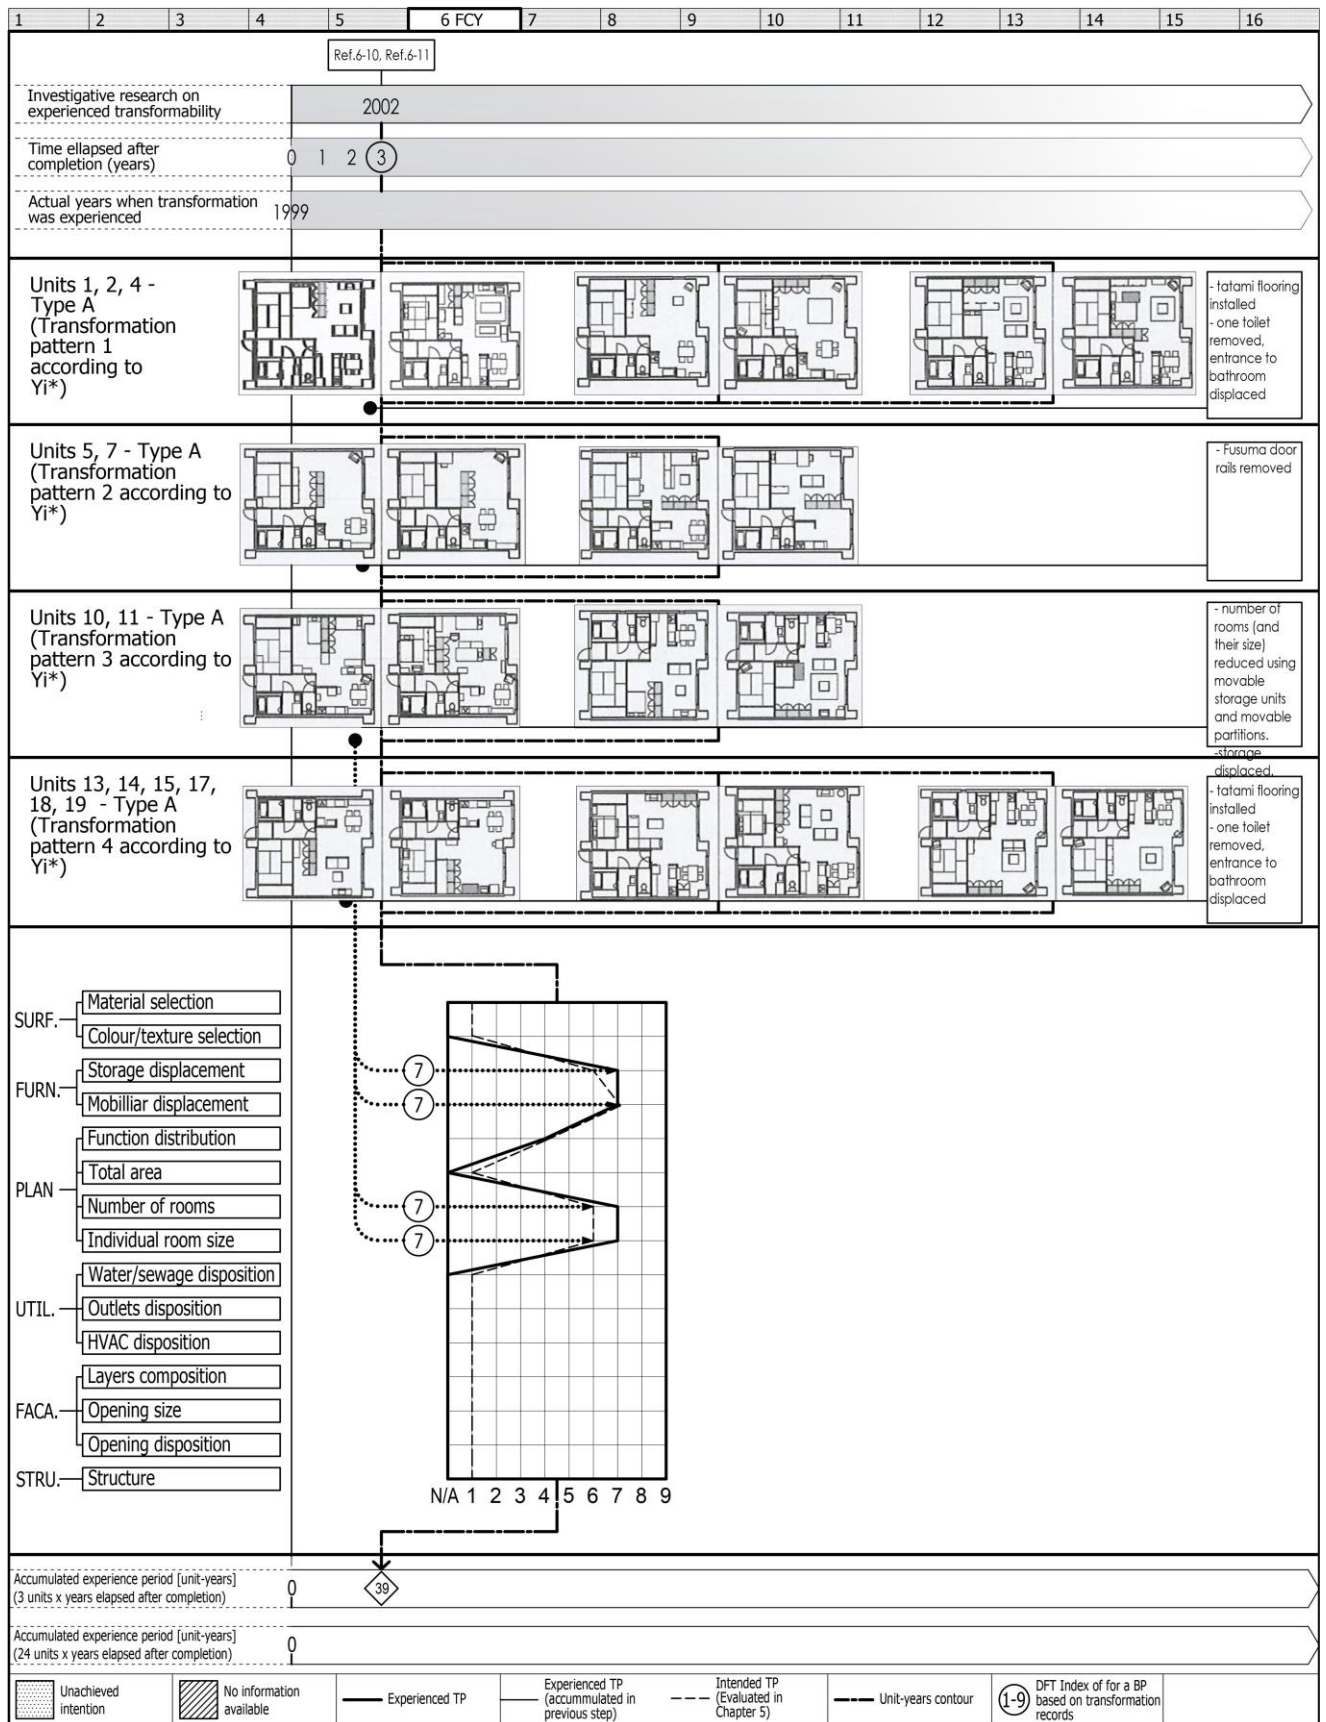 1 2 3 4 5 6 FCY 7 8 9 10 11 12 13 14 15 16
Ref.6-10, Ref.6-11
Investigative research on
experienced transformability
2002
Time ellapsed after
completion (years)
0 1 2 3
Actual years when transformation
was experienced
1999
Units 1, 2, 4 -
Type A
(Transformation
pattern 1
according to
Yi*)
- tatami flooring
installed
- one toilet
removed,
entrance to
bathroom
displaced
Units 5, 7 - Type A
(Transformation
pattern 2 according to
Yi*)
- Fusuma door
rails removed
Units 10, 11 - Type A
(Transformation
pattern 3 according to
Yi*)
- number of
rooms (and
their size)
reduced using
movable
storage units
and movable
partitions.
-storage
displaced.
Units 13, 14, 15, 17,
18, 19 - Type A
(Transformation
pattern 4 according to
Yi*)
- tatami flooring
installed
- one toilet
removed,
entrance to
bathroom
displaced
SURF.
Material selection
Colour/texture selection
FURN.
Storage displacement
7
Mobilliar displacement
7
PLAN
Function distribution
Total area
Number of rooms
7
Individual room size
7
UTIL.
Water/sewage disposition
Outlets disposition
HVAC disposition
FACA.
Layers composition
Opening size
Opening disposition
STRU.
Structure
N/A 1 2 3 4 5 6 7 8 9
Accumulated experience period [unit-years]
(3 units x years elapsed after completion)
0
39
Accumulated experience period [unit-years]
(24 units x years elapsed after completion)
0
Unachieved
intention
No information
available
Experienced TP
Experienced TP
(accummulated in
previous step)
Intended TP
(Evaluated in
Chapter 5)
Unit-years contour
1-9
DFT Index of for a BP
based on transformation
records